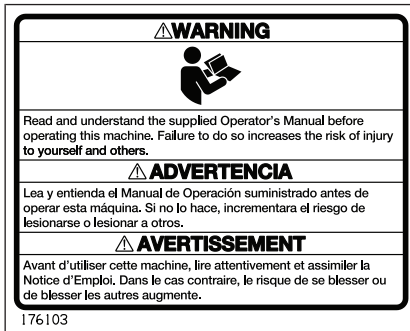 ⚠WARNING
Read and understand the supplied Operator's Manual before
operating this machine. Failure to do so increases the risk of injury
to yourself and others.
⚠ ADVERTENCIA
Lea y entienda el Manual de Operación suministrado antes de
operar esta máquina. Si no lo hace, incrementara el riesgo de
lesionarse o lesionar a otros.
⚠ AVERTISSEMENT
Avant d'utiliser cette machine, lire attentivement et assimiler la
Notice d'Emploi. Dans le cas contraire, le risque de se blesser ou
de blesser les autres augmente.
176103